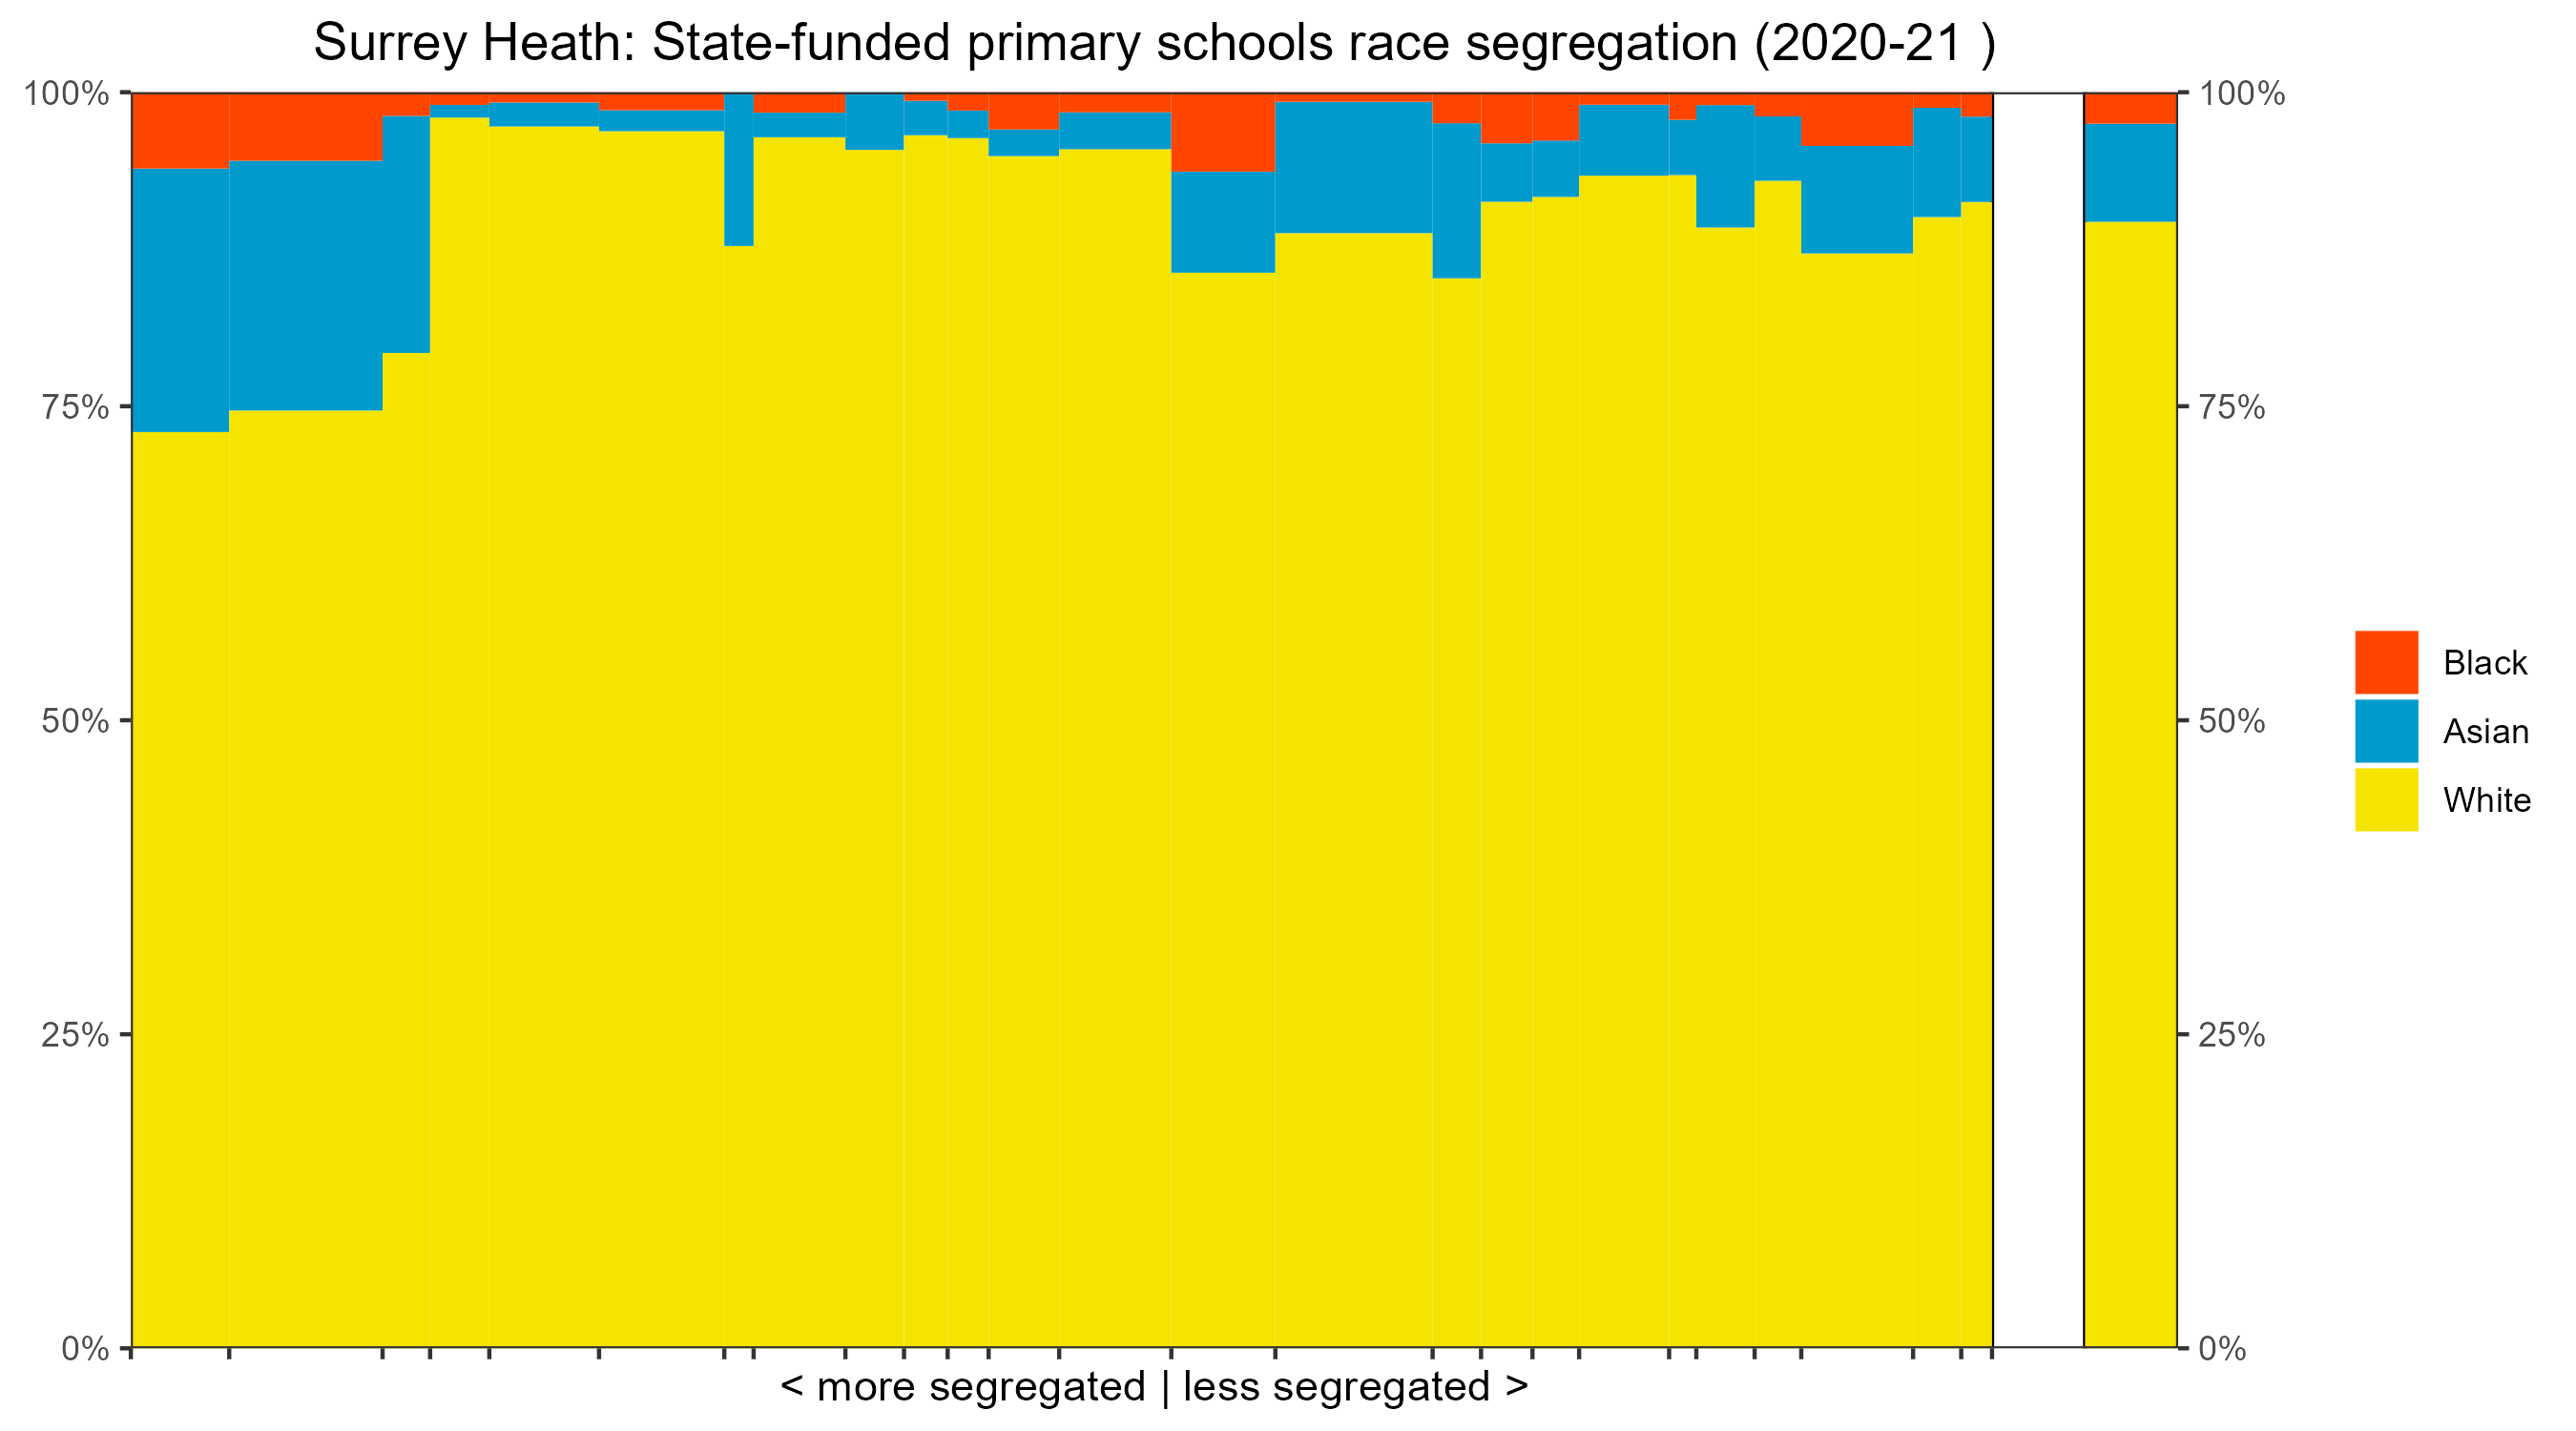 Surrey Heath: State-funded primary schools race segregation (2020-21 )
100%
75%
50%
25%
0%
100%
75%
50%
25%
0%
< more segregated | less segregated >
Black
Asian
White